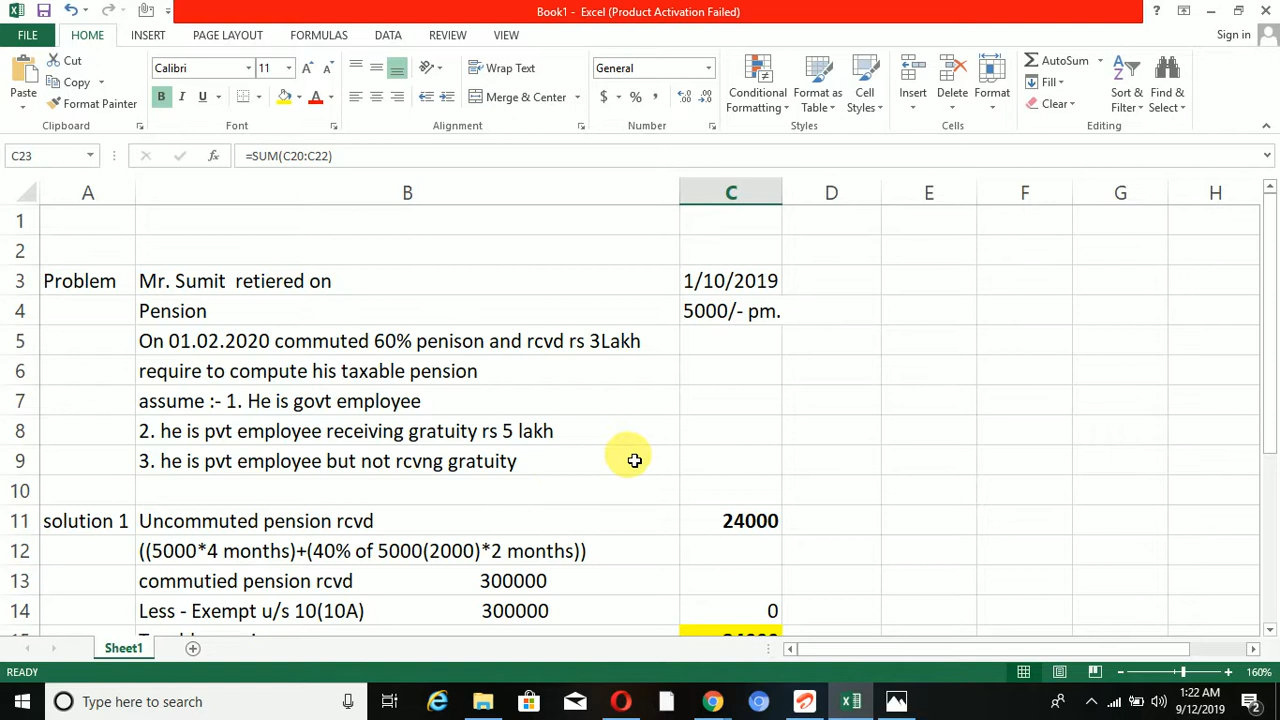 Book1 - Excel (Product Activation Failed)
FILE HOME INSERT PAGE LAYOUT FORMULAS DATA REVIEW VIEW Sign in
Cut
Copy
Format Painter
Paste
Clipboard
Calibri 11
B I U
Font
Wrap Text
Merge & Center
Alignment
General
$ % ,
Number
Conditional Formatting
Format as Table
Cell Styles
Styles
Insert Delete Format
Cells
AutoSum
Fill
Clear
Sort & Filter
Find & Select
Editing
C23 fx =SUM(C20:C22)
A B C D E F G H
1
2
3 Problem Mr. Sumit retiered on 1/10/2019
4 Pension 5000/- pm.
5 On 01.02.2020 commuted 60% penison and rcvd rs 3Lakh
6 require to compute his taxable pension
7 assume :- 1. He is govt employee
8 2. he is pvt employee receiving gratuity rs 5 lakh
9 3. he is pvt employee but not rcvng gratuity
10
11 solution 1 Uncommuted pension rcvd 24000
12 ((5000*4 months)+(40% of 5000(2000)*2 months))
13 commutied pension rcvd 300000
14 Less - Exempt u/s 10(10A) 300000 0
Sheet1
READY 160%
Type here to search
1:22 AM
9/12/2019
2